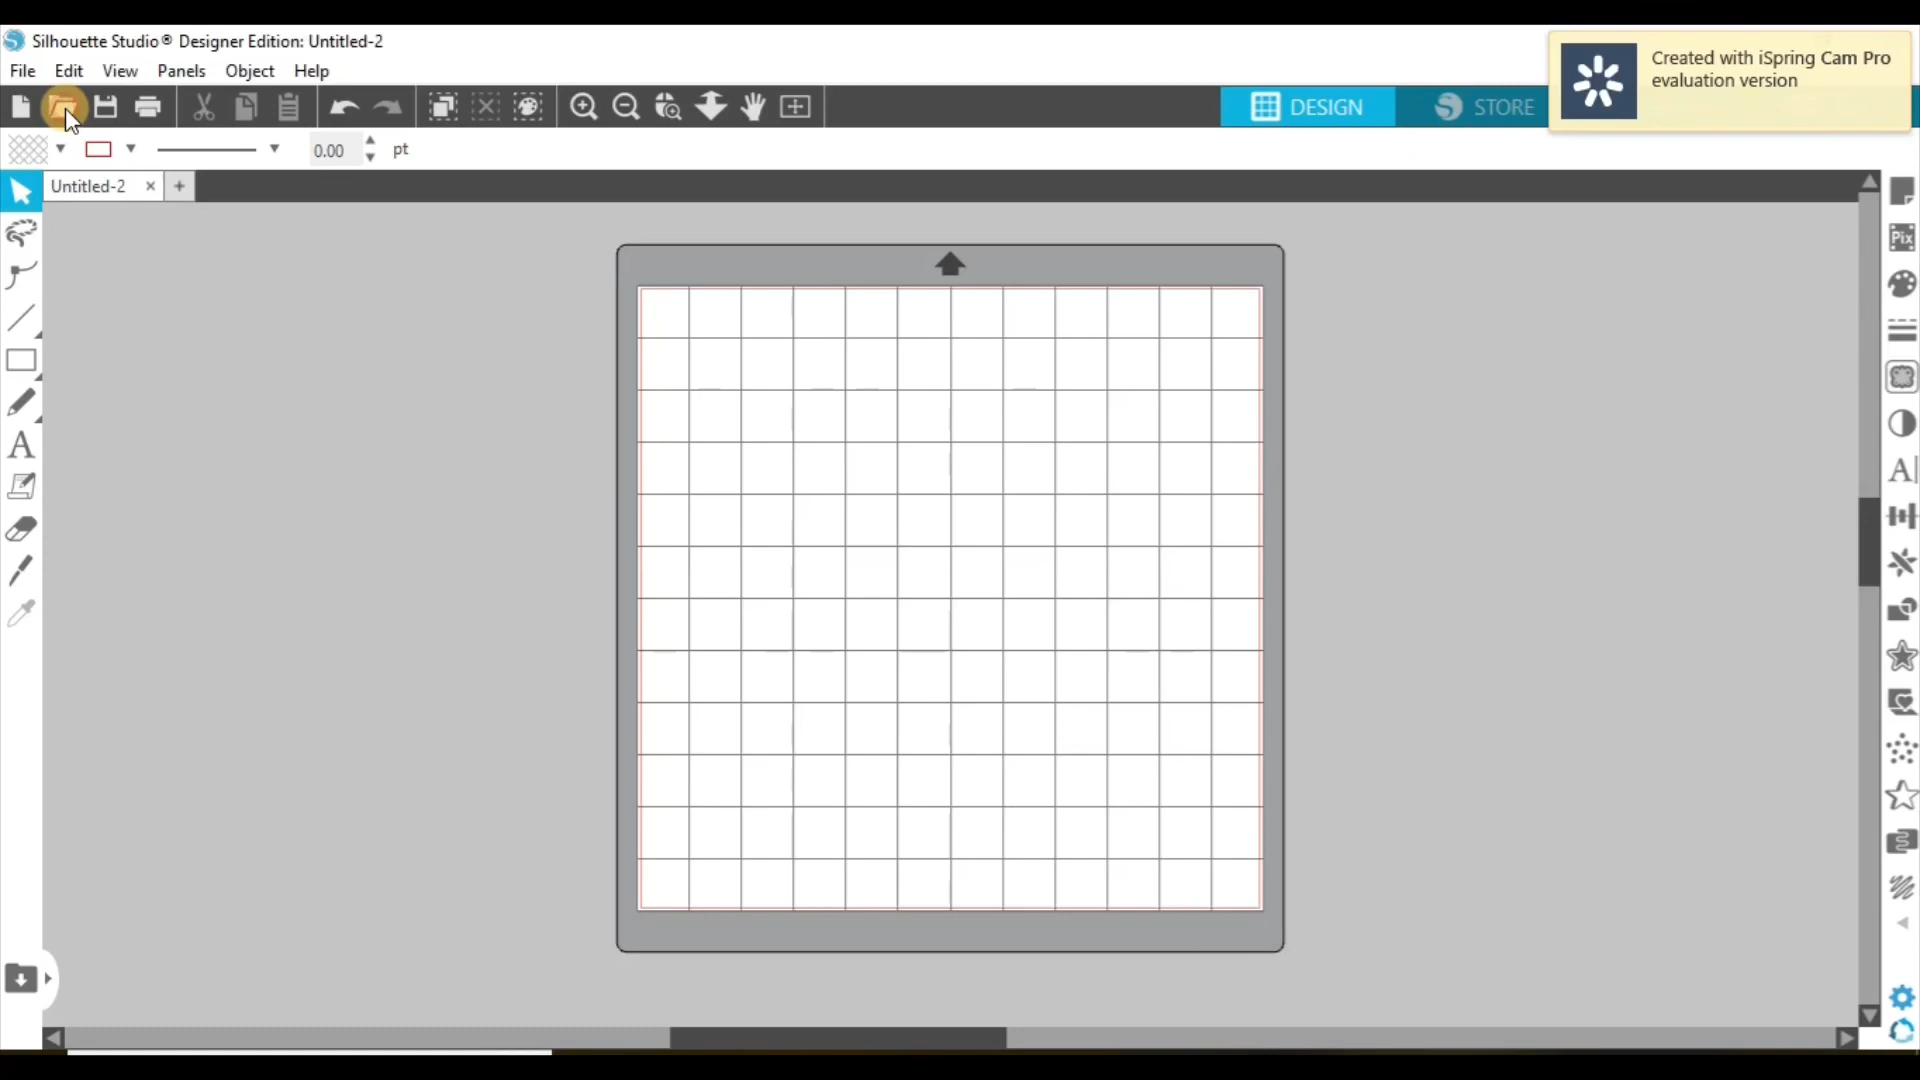 Silhouette Studio® Designer Edition: Untitled-2
File Edit View Panels Object Help
Created with iSpring Cam Pro
evaluation version
DESIGN
STORE
0.00 pt
Untitled-2
A
Pix
A